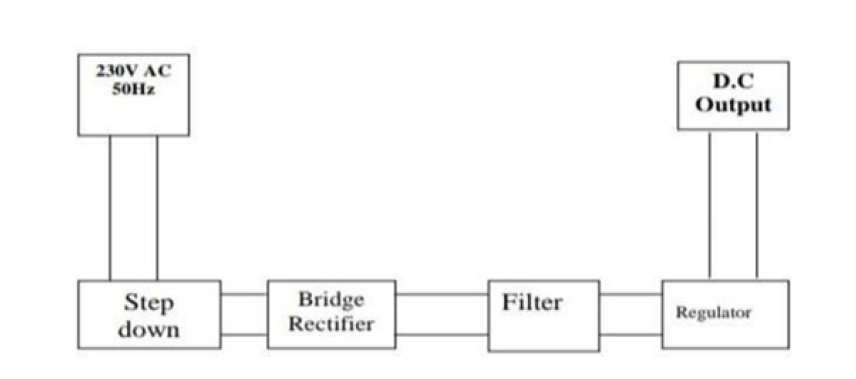 230V AC
50Hz
D.C
Output
Step
down
Bridge
Rectifier
Filter
Regulator